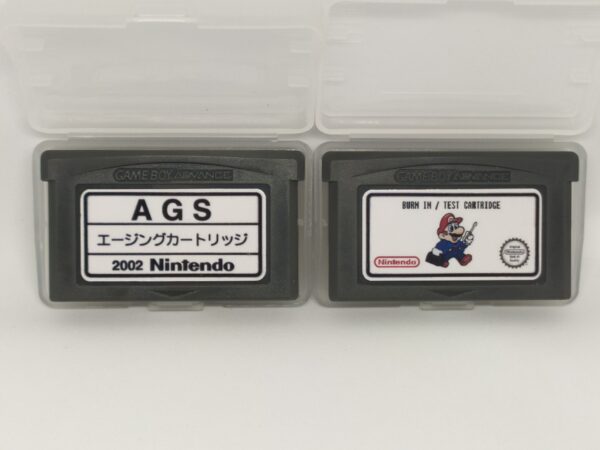 GAME BOY ADVANCE
AGS
エージングカートリッジ
2002 Nintendo
GAME BOY ADVANCE
BURN IN / TEST CARTRIDGE
Nintendo
Nintendo